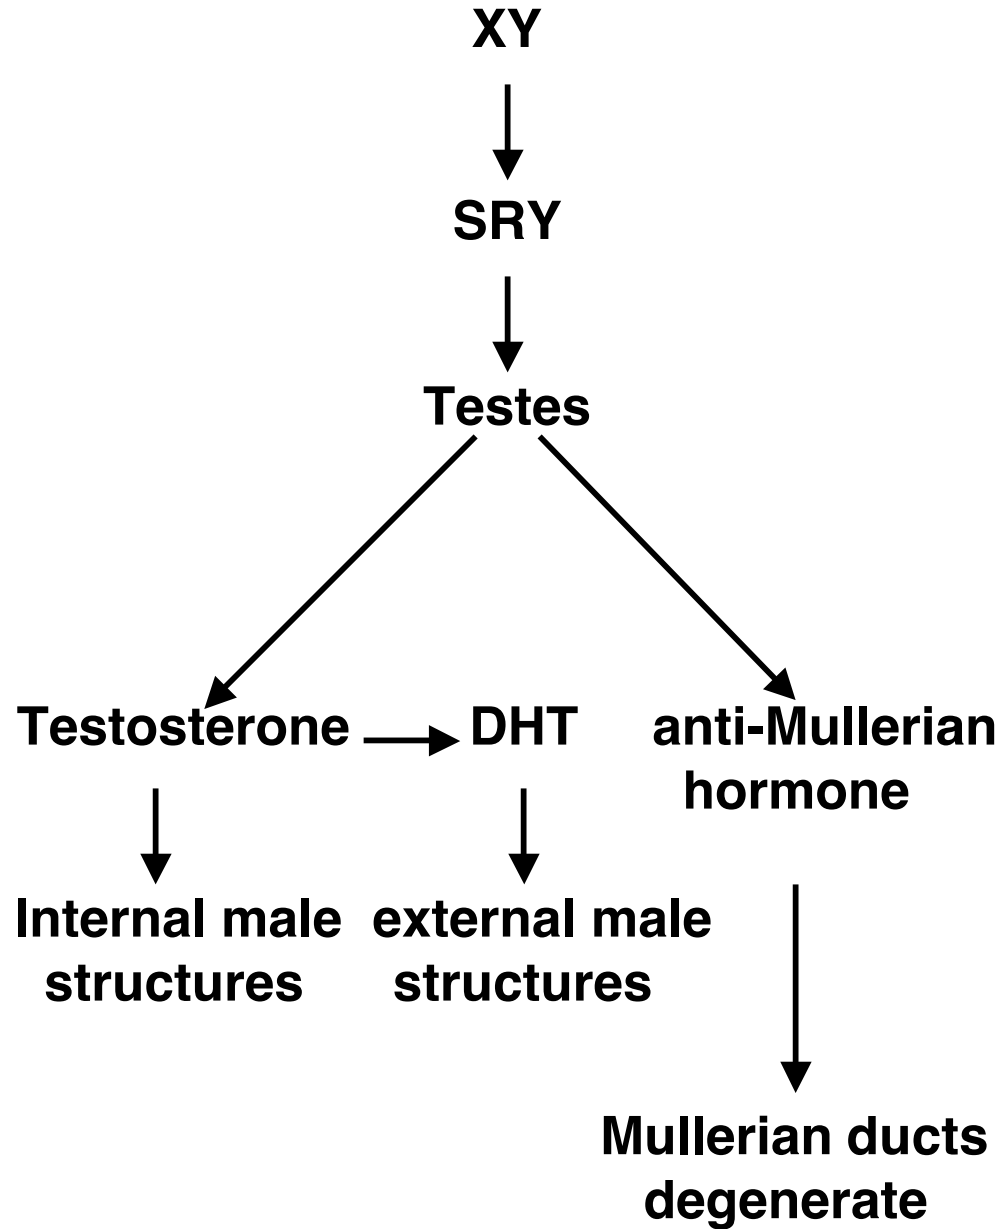 XY
SRY
Testes
Testosterone
DHT
anti-Mullerian
hormone
Internal male
structures
external male
structures
Mullerian ducts
degenerate